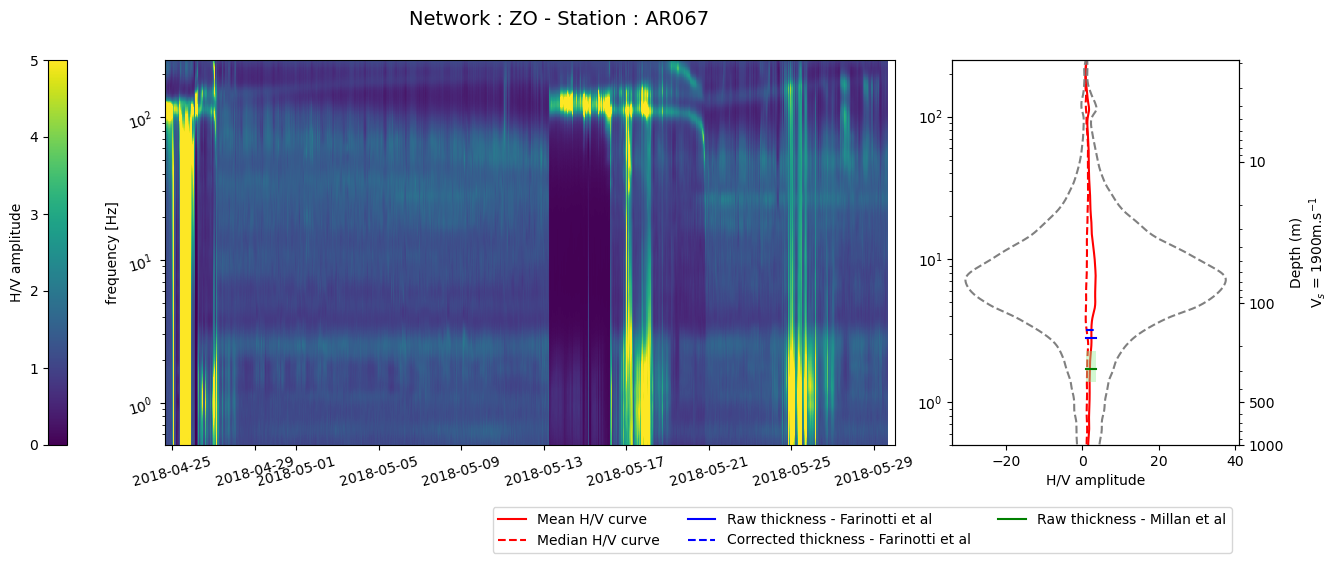 Network : ZO - Station : AR067
5
4
3
2
1
0
H/V amplitude
10²
10¹
10⁰
frequency [Hz]
2018-04-25
2018-04-29
2018-05-01
2018-05-05
2018-05-09
2018-05-13
2018-05-17
2018-05-21
2018-05-25
2018-05-29
10²
10¹
10⁰
−20
0
20
40
H/V amplitude
10
100
500
1000
Depth (m)
Vₛ = 1900m.s⁻¹
Mean H/V curve
Median H/V curve
Raw thickness - Farinotti et al
Corrected thickness - Farinotti et al
Raw thickness - Millan et al